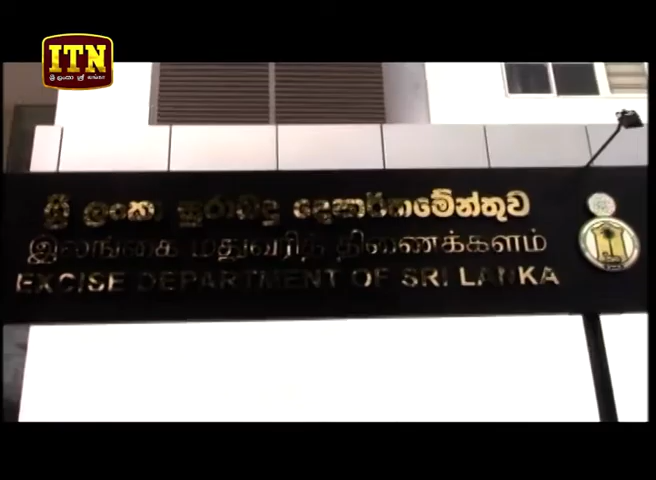 ITN
ශ්‍රී ලංකා සුරාබදු දෙපාර්තමේන්තුව
இலங்கை மதுவரித் திணைக்களம்
EXCISE DEPARTMENT OF SRI LANKA